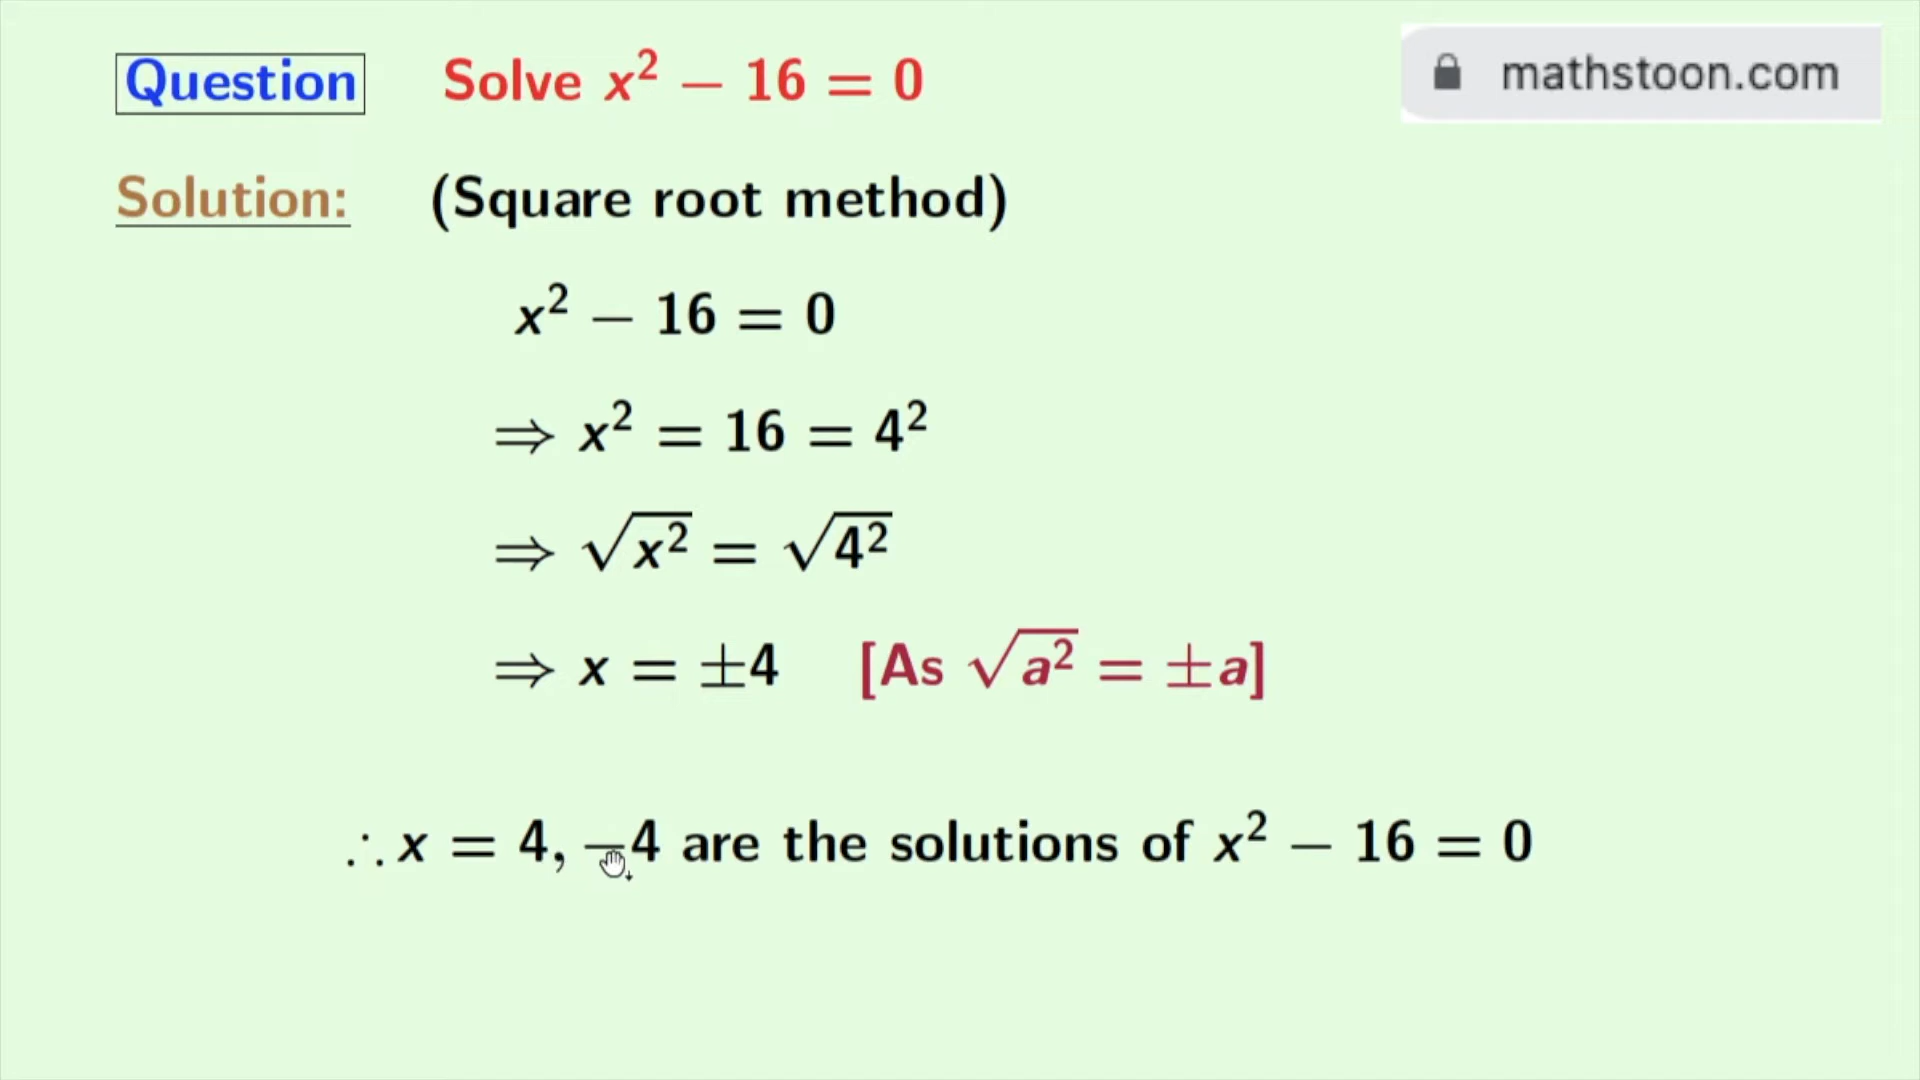 Question Solve x² − 16 = 0 mathstoon.com
Solution: (Square root method)
x² − 16 = 0
⇒ x² = 16 = 4²
⇒ √x² = √4²
⇒ x = ±4 [As √a² = ±a]
∴ x = 4, −4 are the solutions of x² − 16 = 0